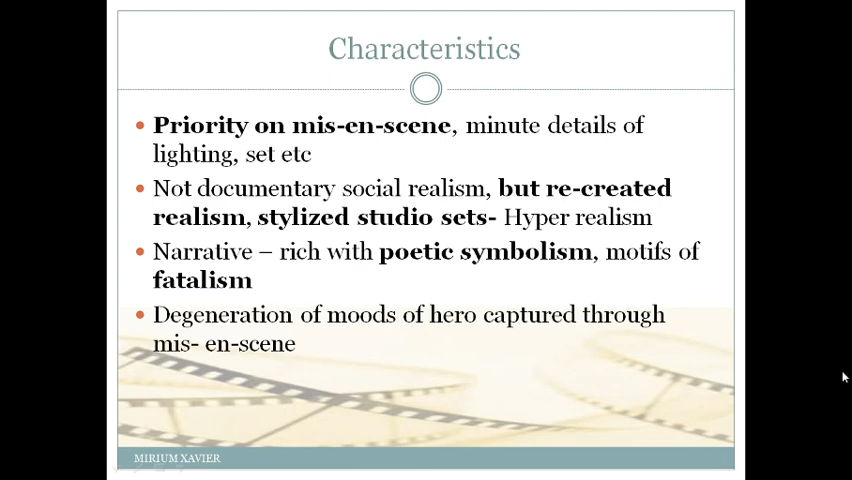 Characteristics
• Priority on mis-en-scene, minute details of
lighting, set etc
• Not documentary social realism, but re-created
realism, stylized studio sets- Hyper realism
• Narrative – rich with poetic symbolism, motifs of
fatalism
• Degeneration of moods of hero captured through
mis- en-scene
MIRIUM XAVIER